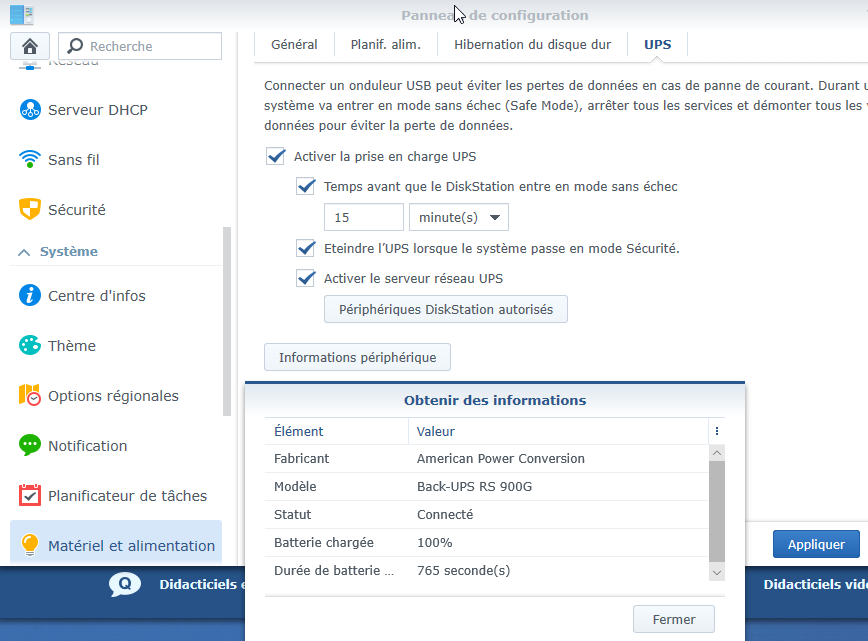 Panneau de configuration
Recherche
Réseau
Serveur DHCP
Sans fil
Sécurité
Système
Centre d'infos
Thème
Options régionales
Notification
Planificateur de tâches
Matériel et alimentation
Général
Planif. alim.
Hibernation du disque dur
UPS
Connecter un onduleur USB peut éviter les pertes de données en cas de panne de courant. Durant
système va entrer en mode sans échec (Safe Mode), arrêter tous les services et démonter tous les
données pour éviter la perte de données.
Activer la prise en charge UPS
Temps avant que le DiskStation entre en mode sans échec
15 minute(s)
Eteindre l'UPS lorsque le système passe en mode Sécurité.
Activer le serveur réseau UPS
Périphériques DiskStation autorisés
Informations périphérique
Obtenir des informations
Élément Valeur
Fabricant American Power Conversion
Modèle Back-UPS RS 900G
Statut Connecté
Batterie chargée 100%
Durée de batterie ... 765 seconde(s)
Fermer
Appliquer
Didacticiels
Didacticiels